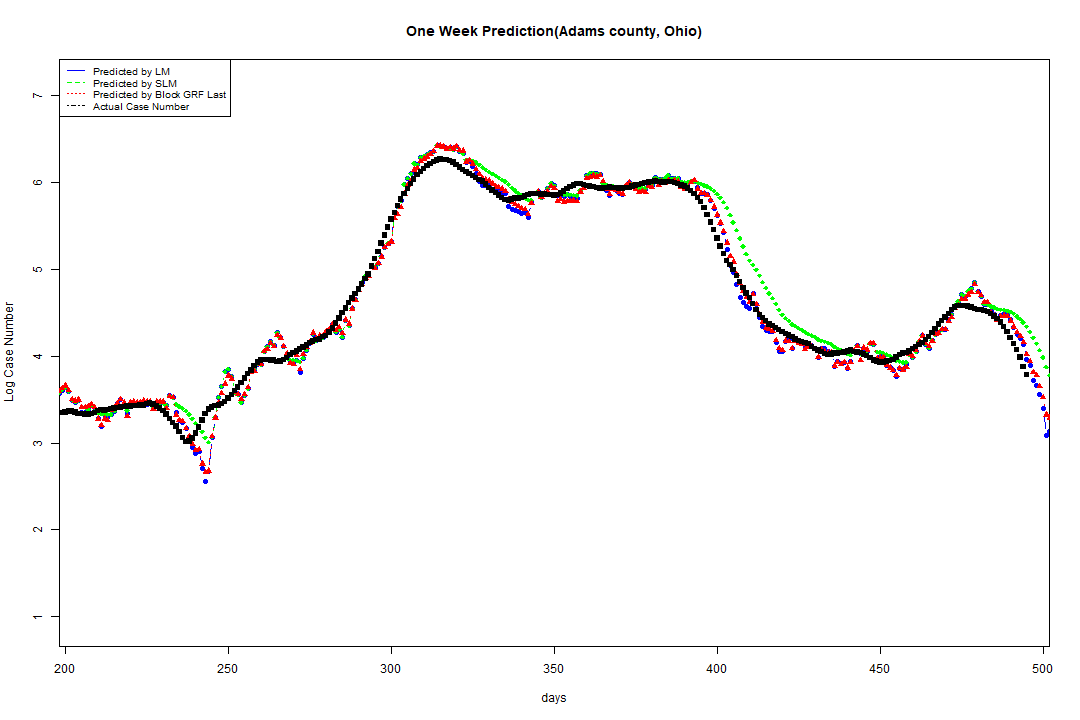 One Week Prediction(Adams county, Ohio)
Predicted by LM
Predicted by SLM
Predicted by Block GRF Last
Actual Case Number
7
6
5
4
3
2
1
Log Case Number
200 250 300 350 400 450 500
days